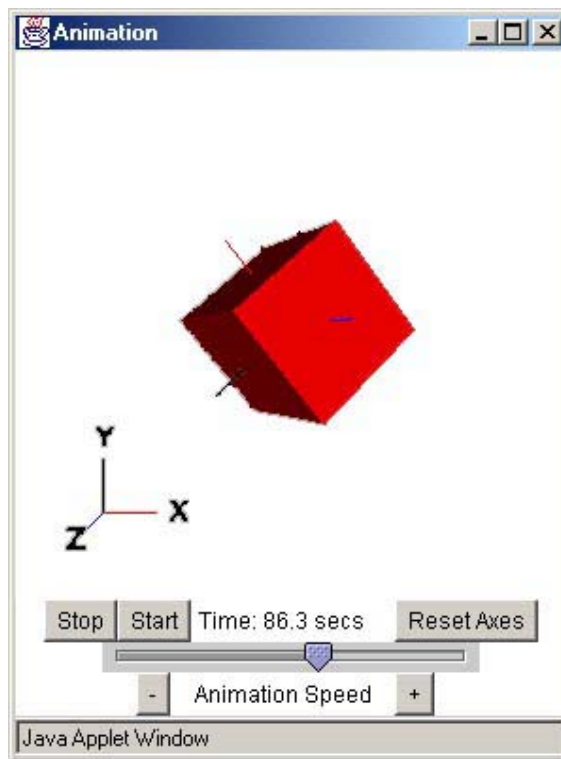 Animation
Y
X
Z
Stop Start Time: 86.3 secs Reset Axes
- Animation Speed +
Java Applet Window